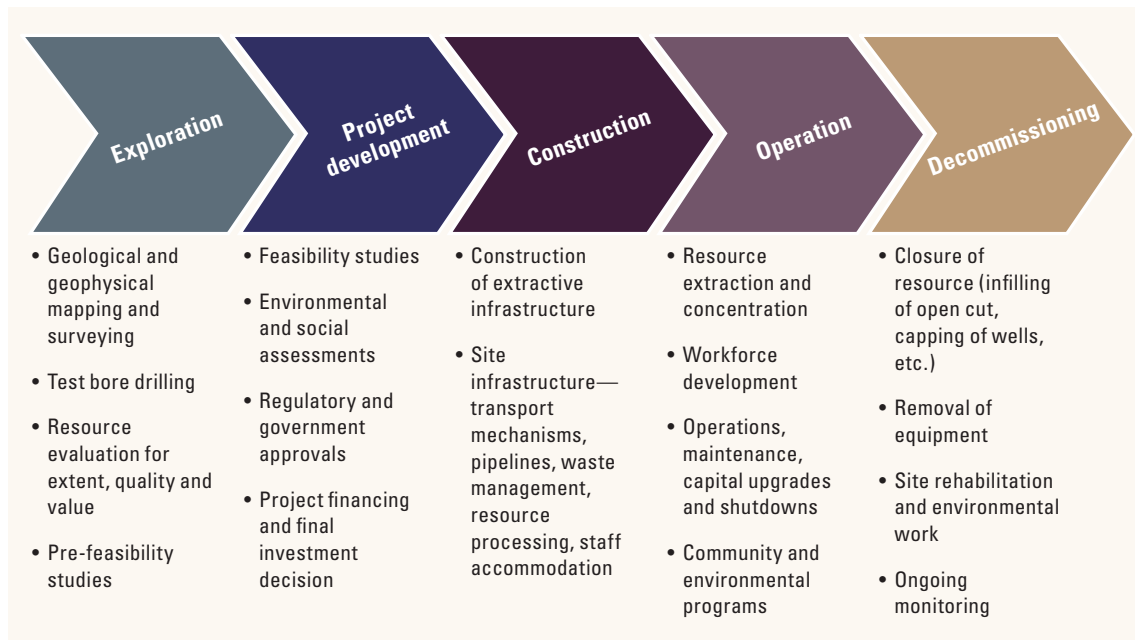 Exploration
Project
development
Construction
Operation
Decommissioning
• Geological and
geophysical
mapping and
surveying
• Test bore drilling
• Resource
evaluation for
extent, quality and
value
• Pre-feasibility
studies
• Feasibility studies
• Environmental
and social
assessments
• Regulatory and
government
approvals
• Project financing
and final
investment
decision
• Construction
of extractive
infrastructure
• Site
infrastructure—
transport
mechanisms,
pipelines, waste
management,
resource
processing, staff
accommodation
• Resource
extraction and
concentration
• Workforce
development
• Operations,
maintenance,
capital upgrades
and shutdowns
• Community and
environmental
programs
• Closure of
resource (infilling
of open cut,
capping of wells,
etc.)
• Removal of
equipment
• Site rehabilitation
and environmental
work
• Ongoing
monitoring